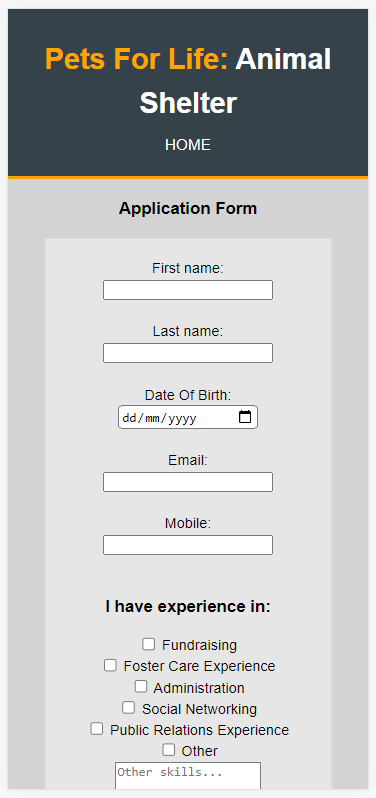 Pets For Life: Animal
Shelter
HOME
Application Form
First name:
Last name:
Date Of Birth:
dd/mm/yyyy
Email:
Mobile:
I have experience in:
Fundraising
Foster Care Experience
Administration
Social Networking
Public Relations Experience
Other
Other skills...